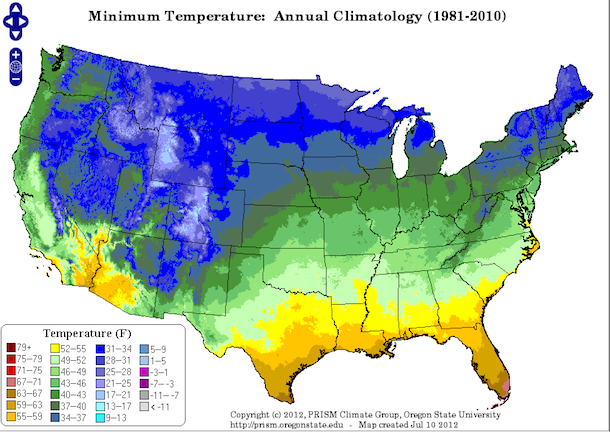 Minimum Temperature: Annual Climatology (1981-2010)
Temperature (F)
79+ 52-55 31-34 5-9
75-79 49-52 28-31 1-5
71-75 46-49 25-28 -3-1
67-71 43-46 21-25 -7--3
63-67 40-43 17-21 -11--7
59-63 37-40 13-17 < -11
55-59 34-37 9-13
Copyright (c) 2012, PRISM Climate Group, Oregon State University
http://prism.oregonstate.edu - Map created Jul 10 2012